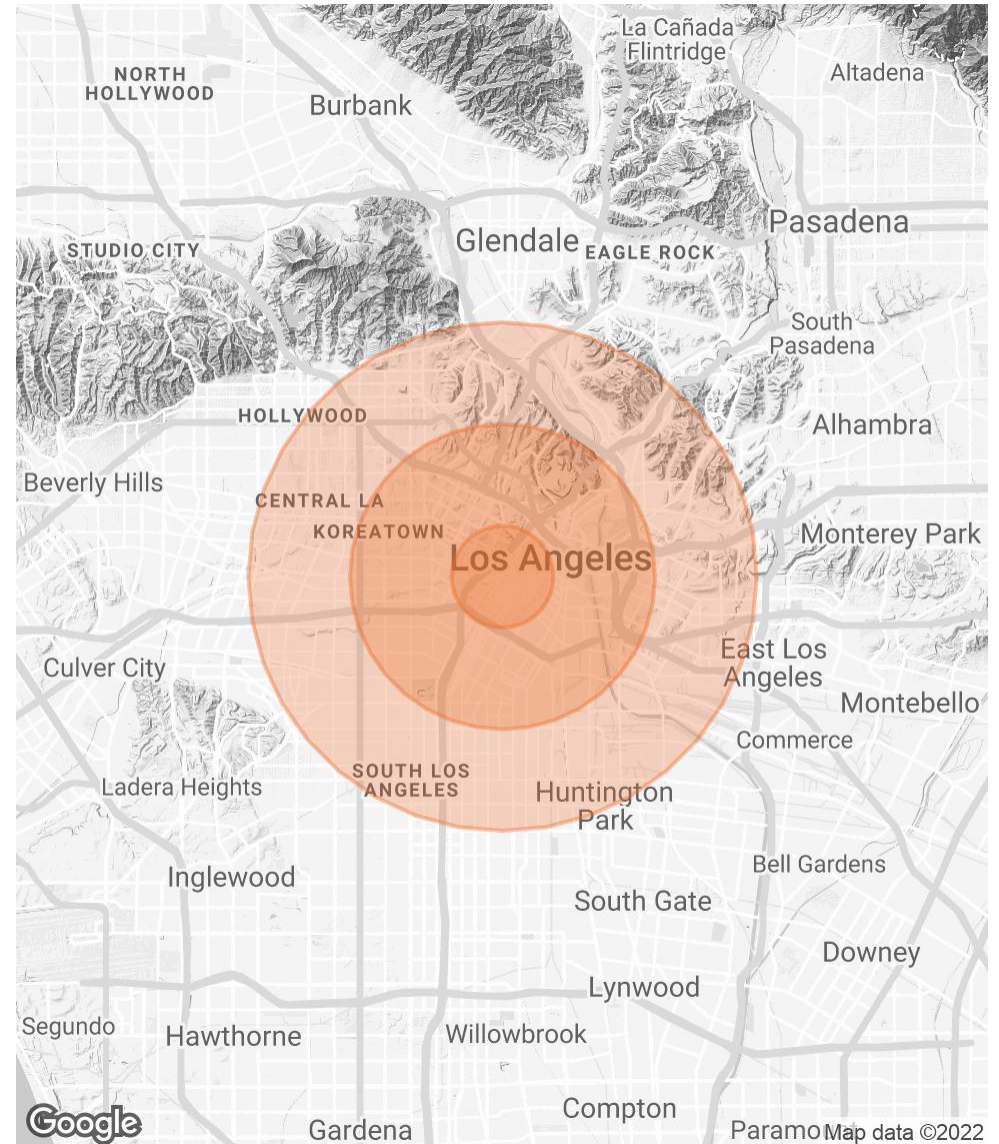 La Cañada
Flintridge
NORTH
HOLLYWOOD
Altadena
Burbank
Pasadena
Glendale
STUDIO CITY
EAGLE ROCK
South
Pasadena
HOLLYWOOD
Alhambra
Beverly Hills
CENTRAL LA
KOREATOWN
Monterey Park
Los Angeles
East Los
Angeles
Culver City
Montebello
Commerce
SOUTH LOS
ANGELES
Ladera Heights
Huntington
Park
Bell Gardens
Inglewood
South Gate
Downey
Lynwood
Segundo
Hawthorne
Willowbrook
Compton
Google
Gardena
Paramo
Map data ©2022